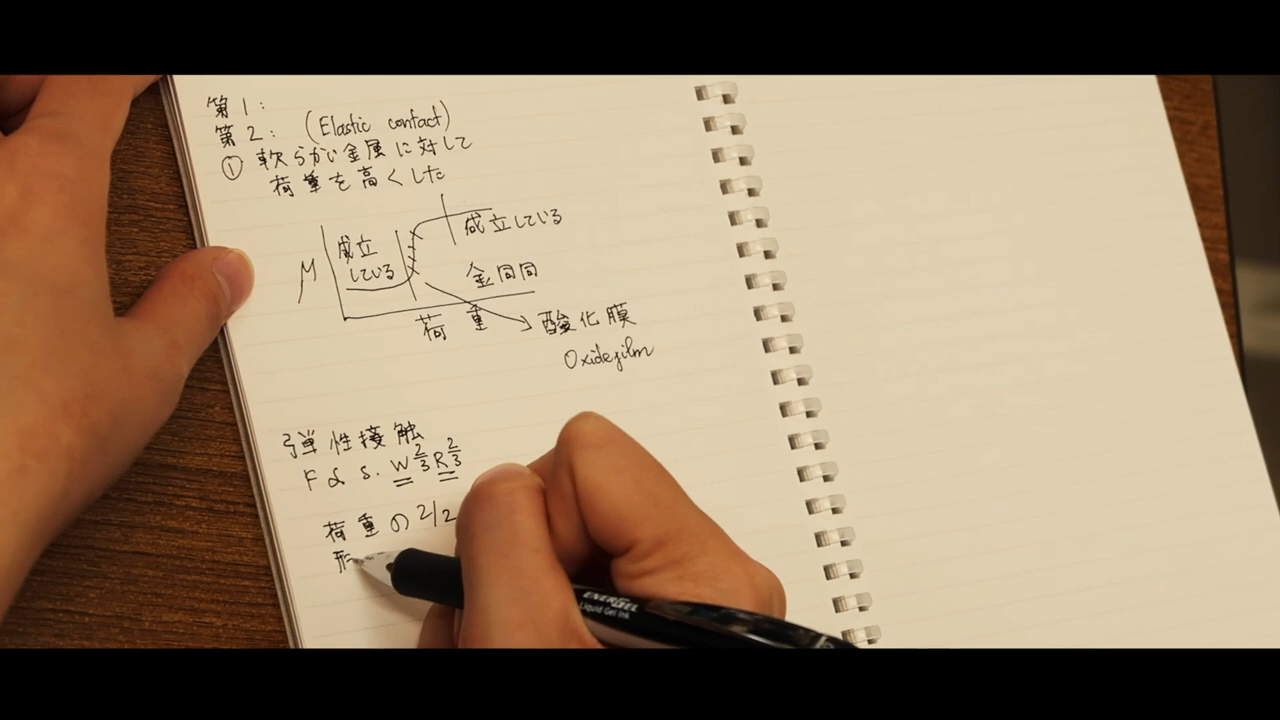 第1:
第2: (Elastic contact)
① 軟らかい金属に対して
荷重を高くした
成立している
成立
している
μ
金同同
荷重
酸化膜
Oxidefilm
弾性接触
F α s. W 2/3 R 2/3
荷重の2/2
形
ENERGEL
Liquid Gel Ink